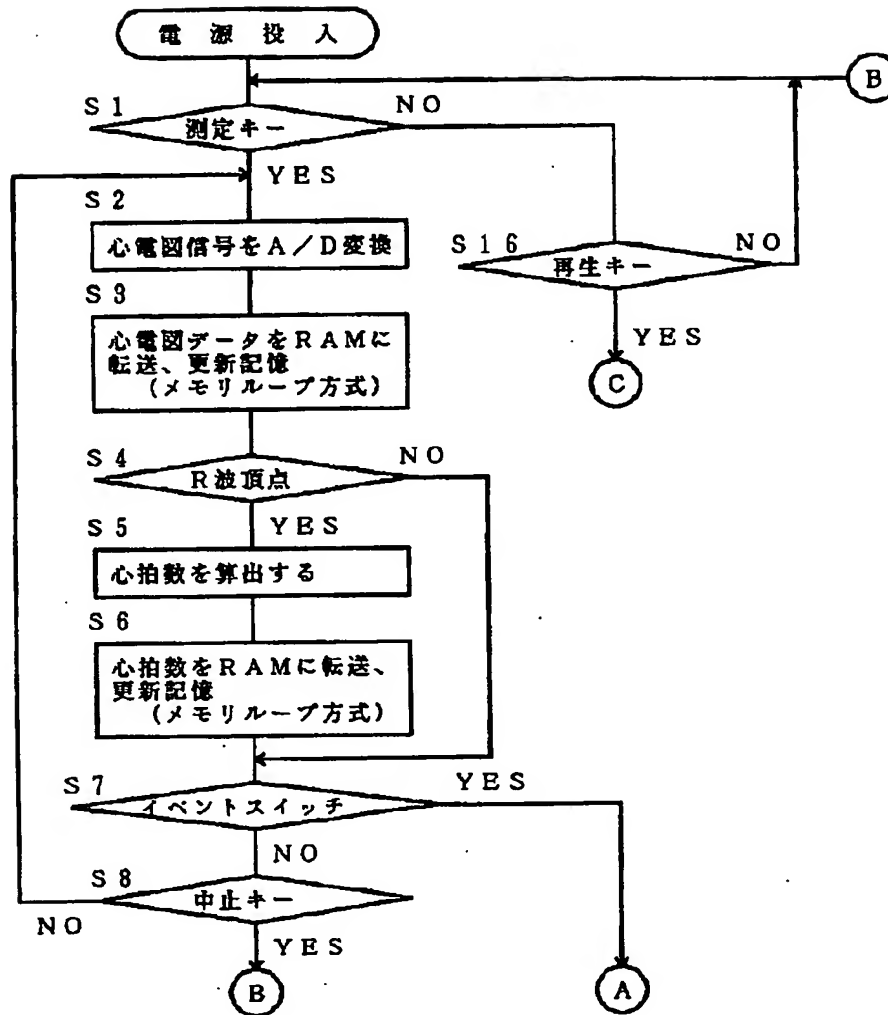 電源投入
B
S1
測定キー
NO
YES
S2
心電図信号をA/D変換
S16
再生キー
NO
YES
C
S3
心電図データをRAMに
転送、更新記憶
(メモリループ方式)
S4
R波頂点
NO
YES
S5
心拍数を算出する
S6
心拍数をRAMに転送、
更新記憶
(メモリループ方式)
S7
イベントスイッチ
YES
NO
S8
中止キー
NO
YES
B
A